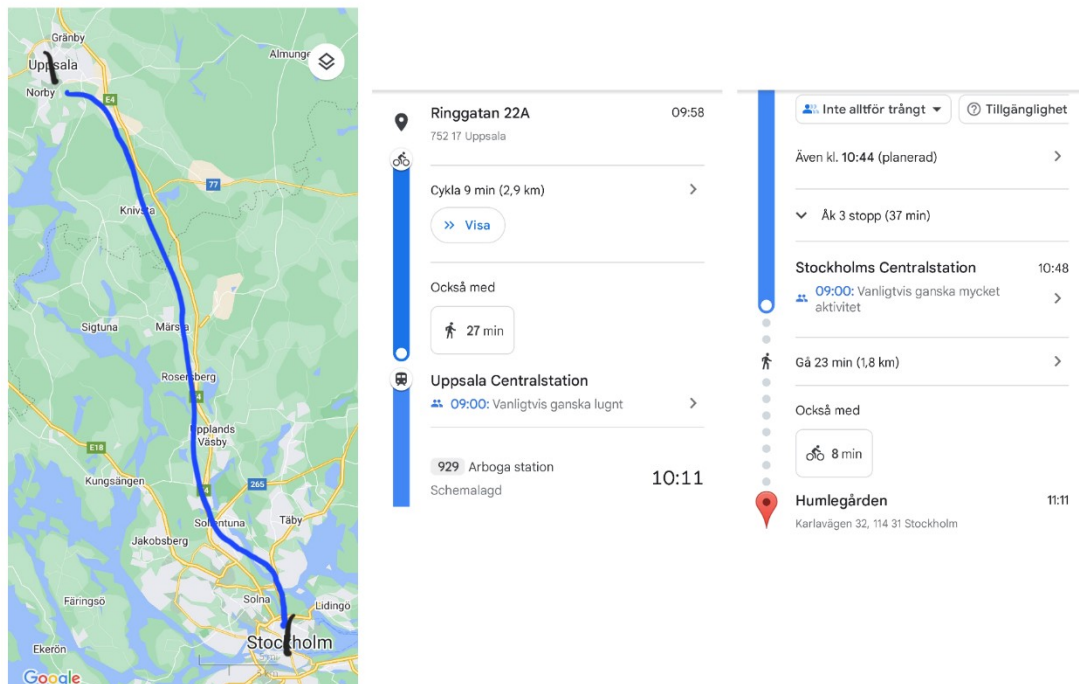 Gränby
Uppsala
Almunge
Norby
E4
77
Knivsta
Sigtuna
Märsta
Rosersberg
4
Upplands
Väsby
E18
Kungsängen
4
265
Sollentuna
Täby
Jakobsberg
Solna
Lidingö
Färingsö
Stockholm
Ekerön
Google
Ringgatan 22A 09:58
752 17 Uppsala
Cykla 9 min (2,9 km)
Visa
Också med
27 min
Uppsala Centralstation
09:00: Vanligtvis ganska lugnt
929 Arboga station
Schemalagd
10:11
Inte alltför trångt
Tillgänglighet
Även kl. 10:44 (planerad)
Åk 3 stopp (37 min)
Stockholms Centralstation 10:48
09:00: Vanligtvis ganska mycket
aktivitet
Gå 23 min (1,8 km)
Också med
8 min
Humlegården 11:11
Karlavägen 32, 114 31 Stockholm